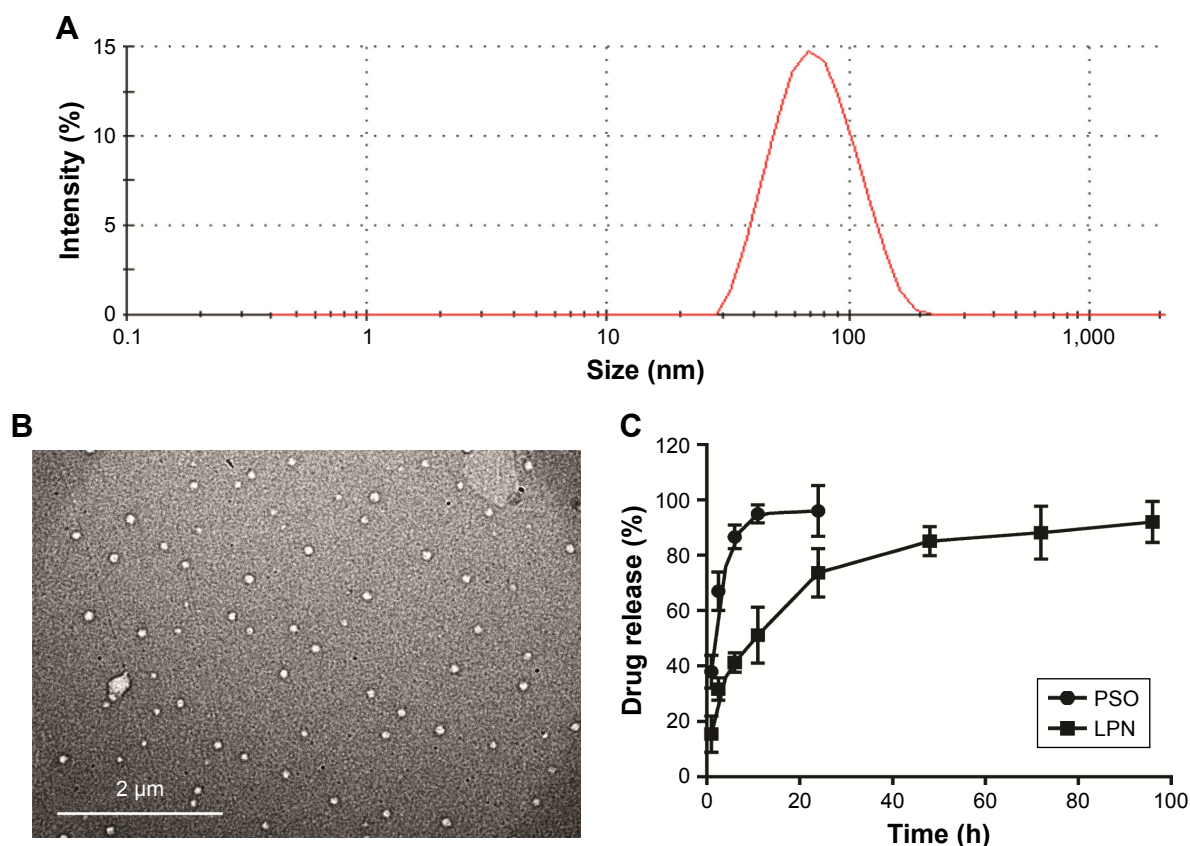 A
15
10
5
0
Intensity (%)
0.1 1 10 100 1,000
Size (nm)
B
2 μm
C
120
100
80
60
40
20
0
Drug release (%)
PSO
LPN
0 20 40 60 80 100
Time (h)